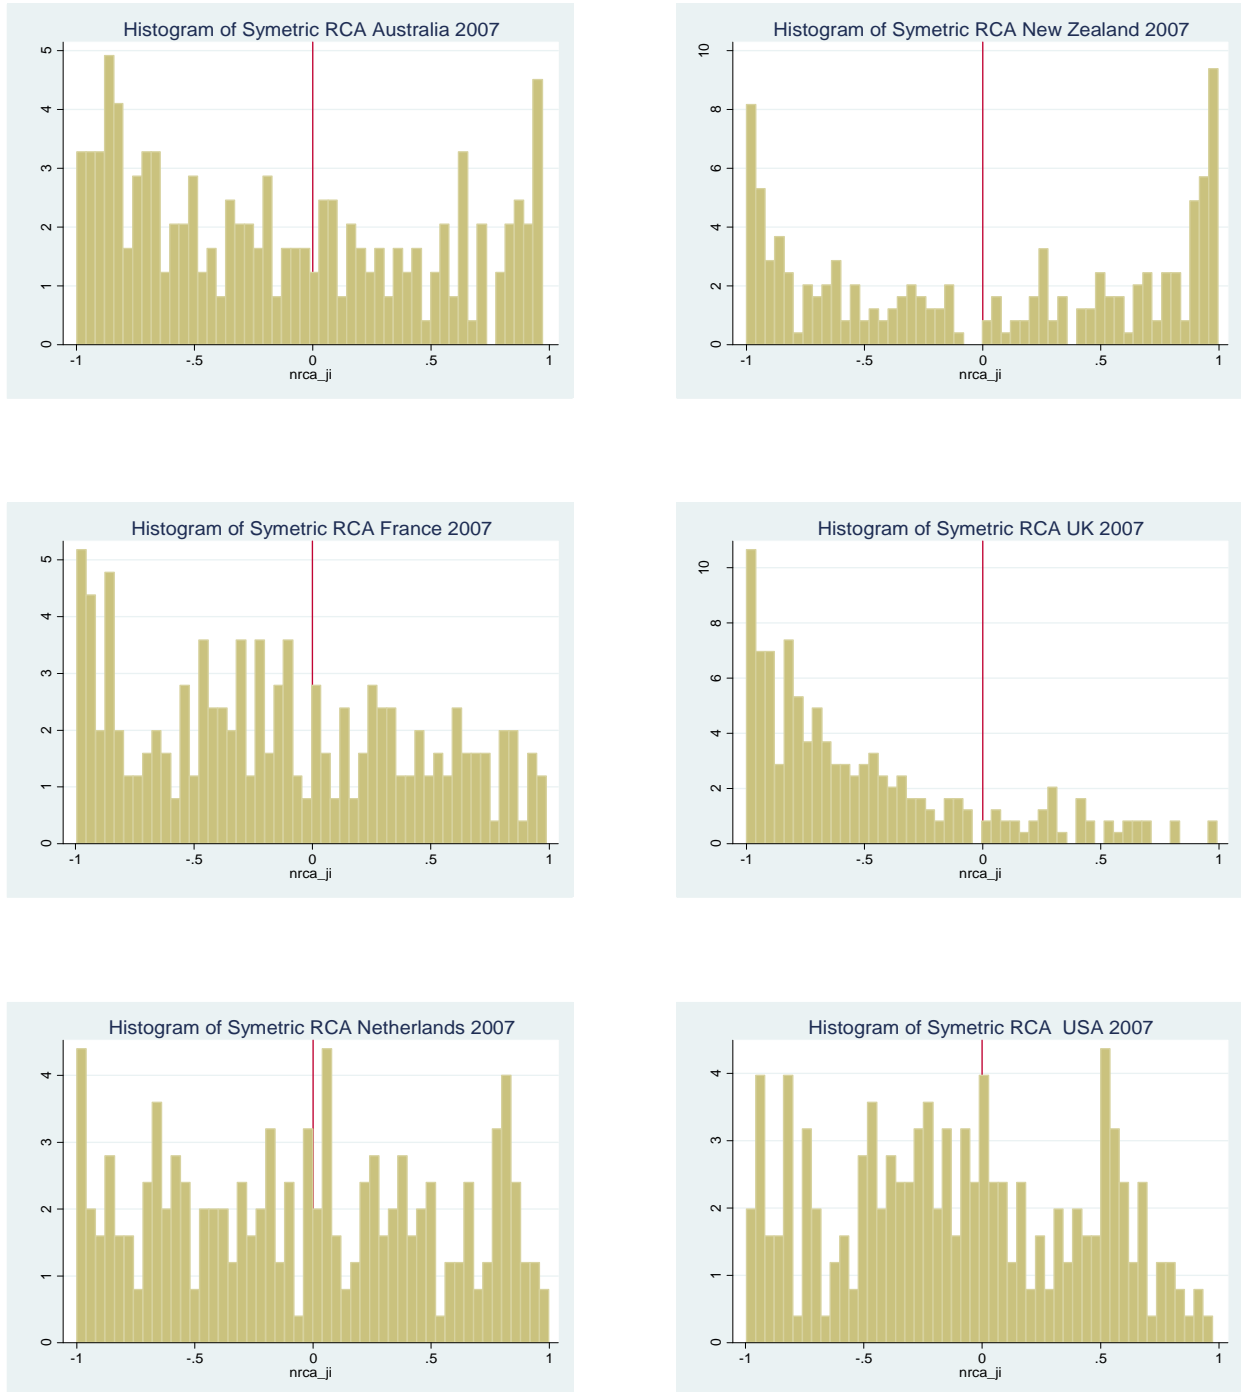 Histogram of Symetric RCA Australia 2007
5
4
3
2
1
0
-1 -.5 0 .5 1
nrca_ji
Histogram of Symetric RCA New Zealand 2007
10
8
6
4
2
0
-1 -.5 0 .5 1
nrca_ji
Histogram of Symetric RCA France 2007
5
4
3
2
1
0
-1 -.5 0 .5 1
nrca_ji
Histogram of Symetric RCA UK 2007
10
8
6
4
2
0
-1 -.5 0 .5 1
nrca_ji
Histogram of Symetric RCA Netherlands 2007
4
3
2
1
0
-1 -.5 0 .5 1
nrca_ji
Histogram of Symetric RCA  USA 2007
4
3
2
1
0
-1 -.5 0 .5 1
nrca_ji